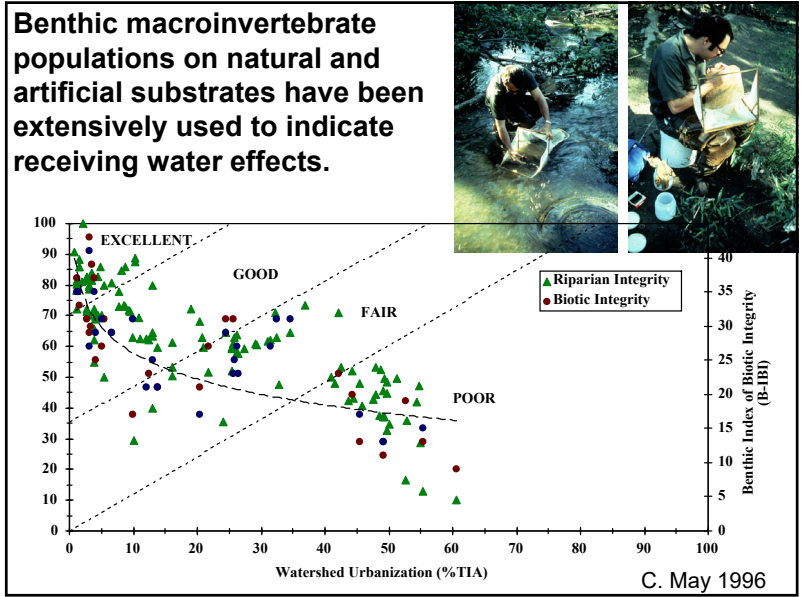 Benthic macroinvertebrate
populations on natural and
artificial substrates have been
extensively used to indicate
receiving water effects.
100
90
80
70
60
50
40
30
20
10
0
EXCELLENT
GOOD
FAIR
POOR
Riparian Integrity
Biotic Integrity
40
35
30
25
20
15
10
5
0
Benthic Index of Biotic Integrity
(B-IBI)
0 10 20 30 40 50 60 70 80 90 100
Watershed Urbanization (%TIA)
C. May 1996